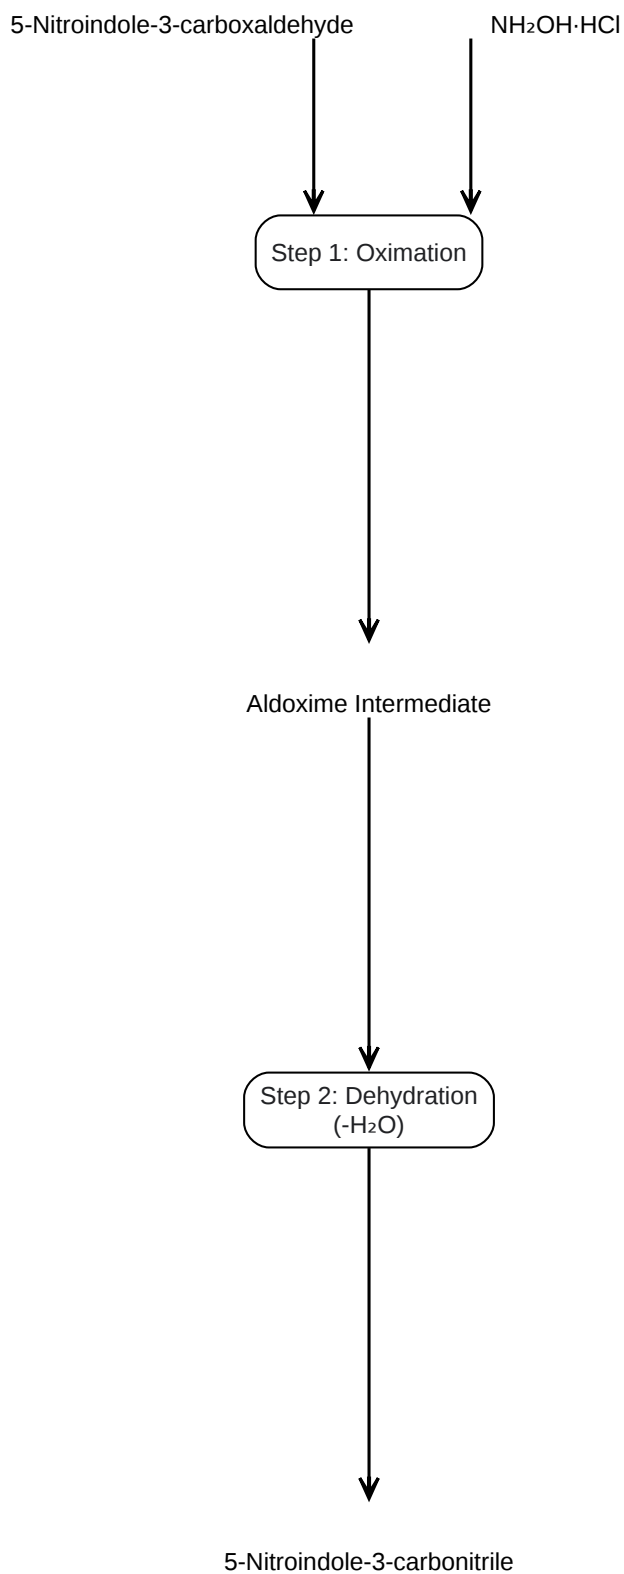 5-Nitroindole-3-carboxaldehyde
NH₂OH·HCl
Step 1: Oximation
Aldoxime Intermediate
Step 2: Dehydration
(-H₂O)
5-Nitroindole-3-carbonitrile